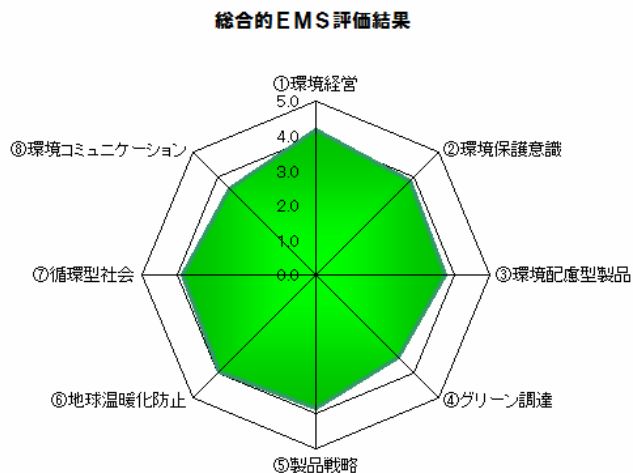 総合的EMS評価結果
①環境経営
5.0
⑧環境コミュニケーション
②環境保護意識
4.0
3.0
2.0
1.0
⑦循環型社会
0.0
③環境配慮型製品
⑥地球温暖化防止
④グリーン調達
⑤製品戦略